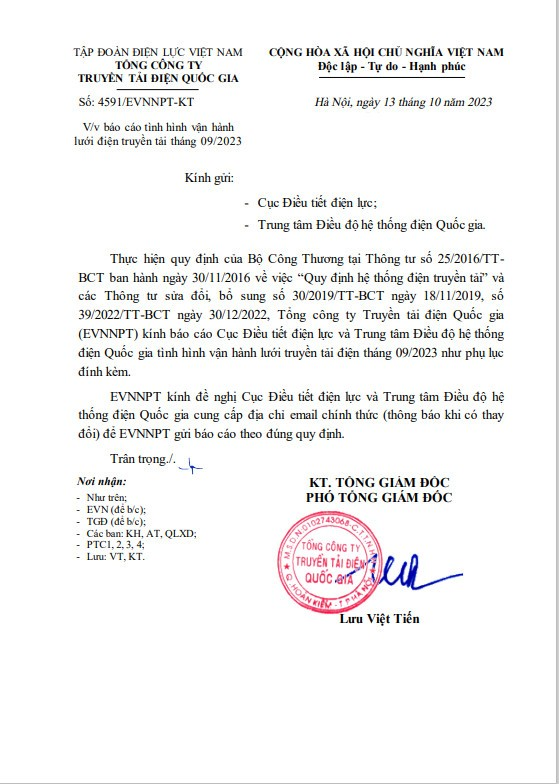 TẬP ĐOÀN ĐIỆN LỰC VIỆT NAM
TỔNG CÔNG TY
TRUYỀN TẢI ĐIỆN QUỐC GIA
CỘNG HÒA XÃ HỘI CHỦ NGHĨA VIỆT NAM
Độc lập - Tự do - Hạnh phúc
Số: 4591/EVNNPT-KT
Hà Nội, ngày 13 tháng 10 năm 2023
V/v báo cáo tình hình vận hành
lưới điện truyền tải tháng 09/2023
Kính gửi:
- Cục Điều tiết điện lực;
- Trung tâm Điều độ hệ thống điện Quốc gia.
Thực hiện quy định của Bộ Công Thương tại Thông tư số 25/2016/TT-
BCT ban hành ngày 30/11/2016 về việc “Quy định hệ thống điện truyền tải” và
các Thông tư sửa đổi, bổ sung số 30/2019/TT-BCT ngày 18/11/2019, số
39/2022/TT-BCT ngày 30/12/2022, Tổng công ty Truyền tải điện Quốc gia
(EVNNPT) kính báo cáo Cục Điều tiết điện lực và Trung tâm Điều độ hệ thống
điện Quốc gia tình hình vận hành lưới truyền tải điện tháng 09/2023 như phụ lục
đính kèm.
EVNNPT kính đề nghị Cục Điều tiết điện lực và Trung tâm Điều độ hệ
thống điện Quốc gia cung cấp địa chỉ email chính thức (thông báo khi có thay
đổi) để EVNNPT gửi báo cáo theo đúng quy định.
Trân trọng./.
Nơi nhận:
- Như trên;
- EVN (để b/c);
- TGĐ (để b/c);
- Các ban: KH, AT, QLXD;
- PTC1, 2, 3, 4;
- Lưu: VT, KT.
KT. TỔNG GIÁM ĐỐC
PHÓ TỔNG GIÁM ĐỐC
M.S.D.N:0102743068-C.T.T.N.H.H
TỔNG CÔNG TY
TRUYỀN TẢI ĐIỆN
QUỐC GIA
Q. HOÀN KIẾM - T.P HÀ NỘI
Lưu Việt Tiến